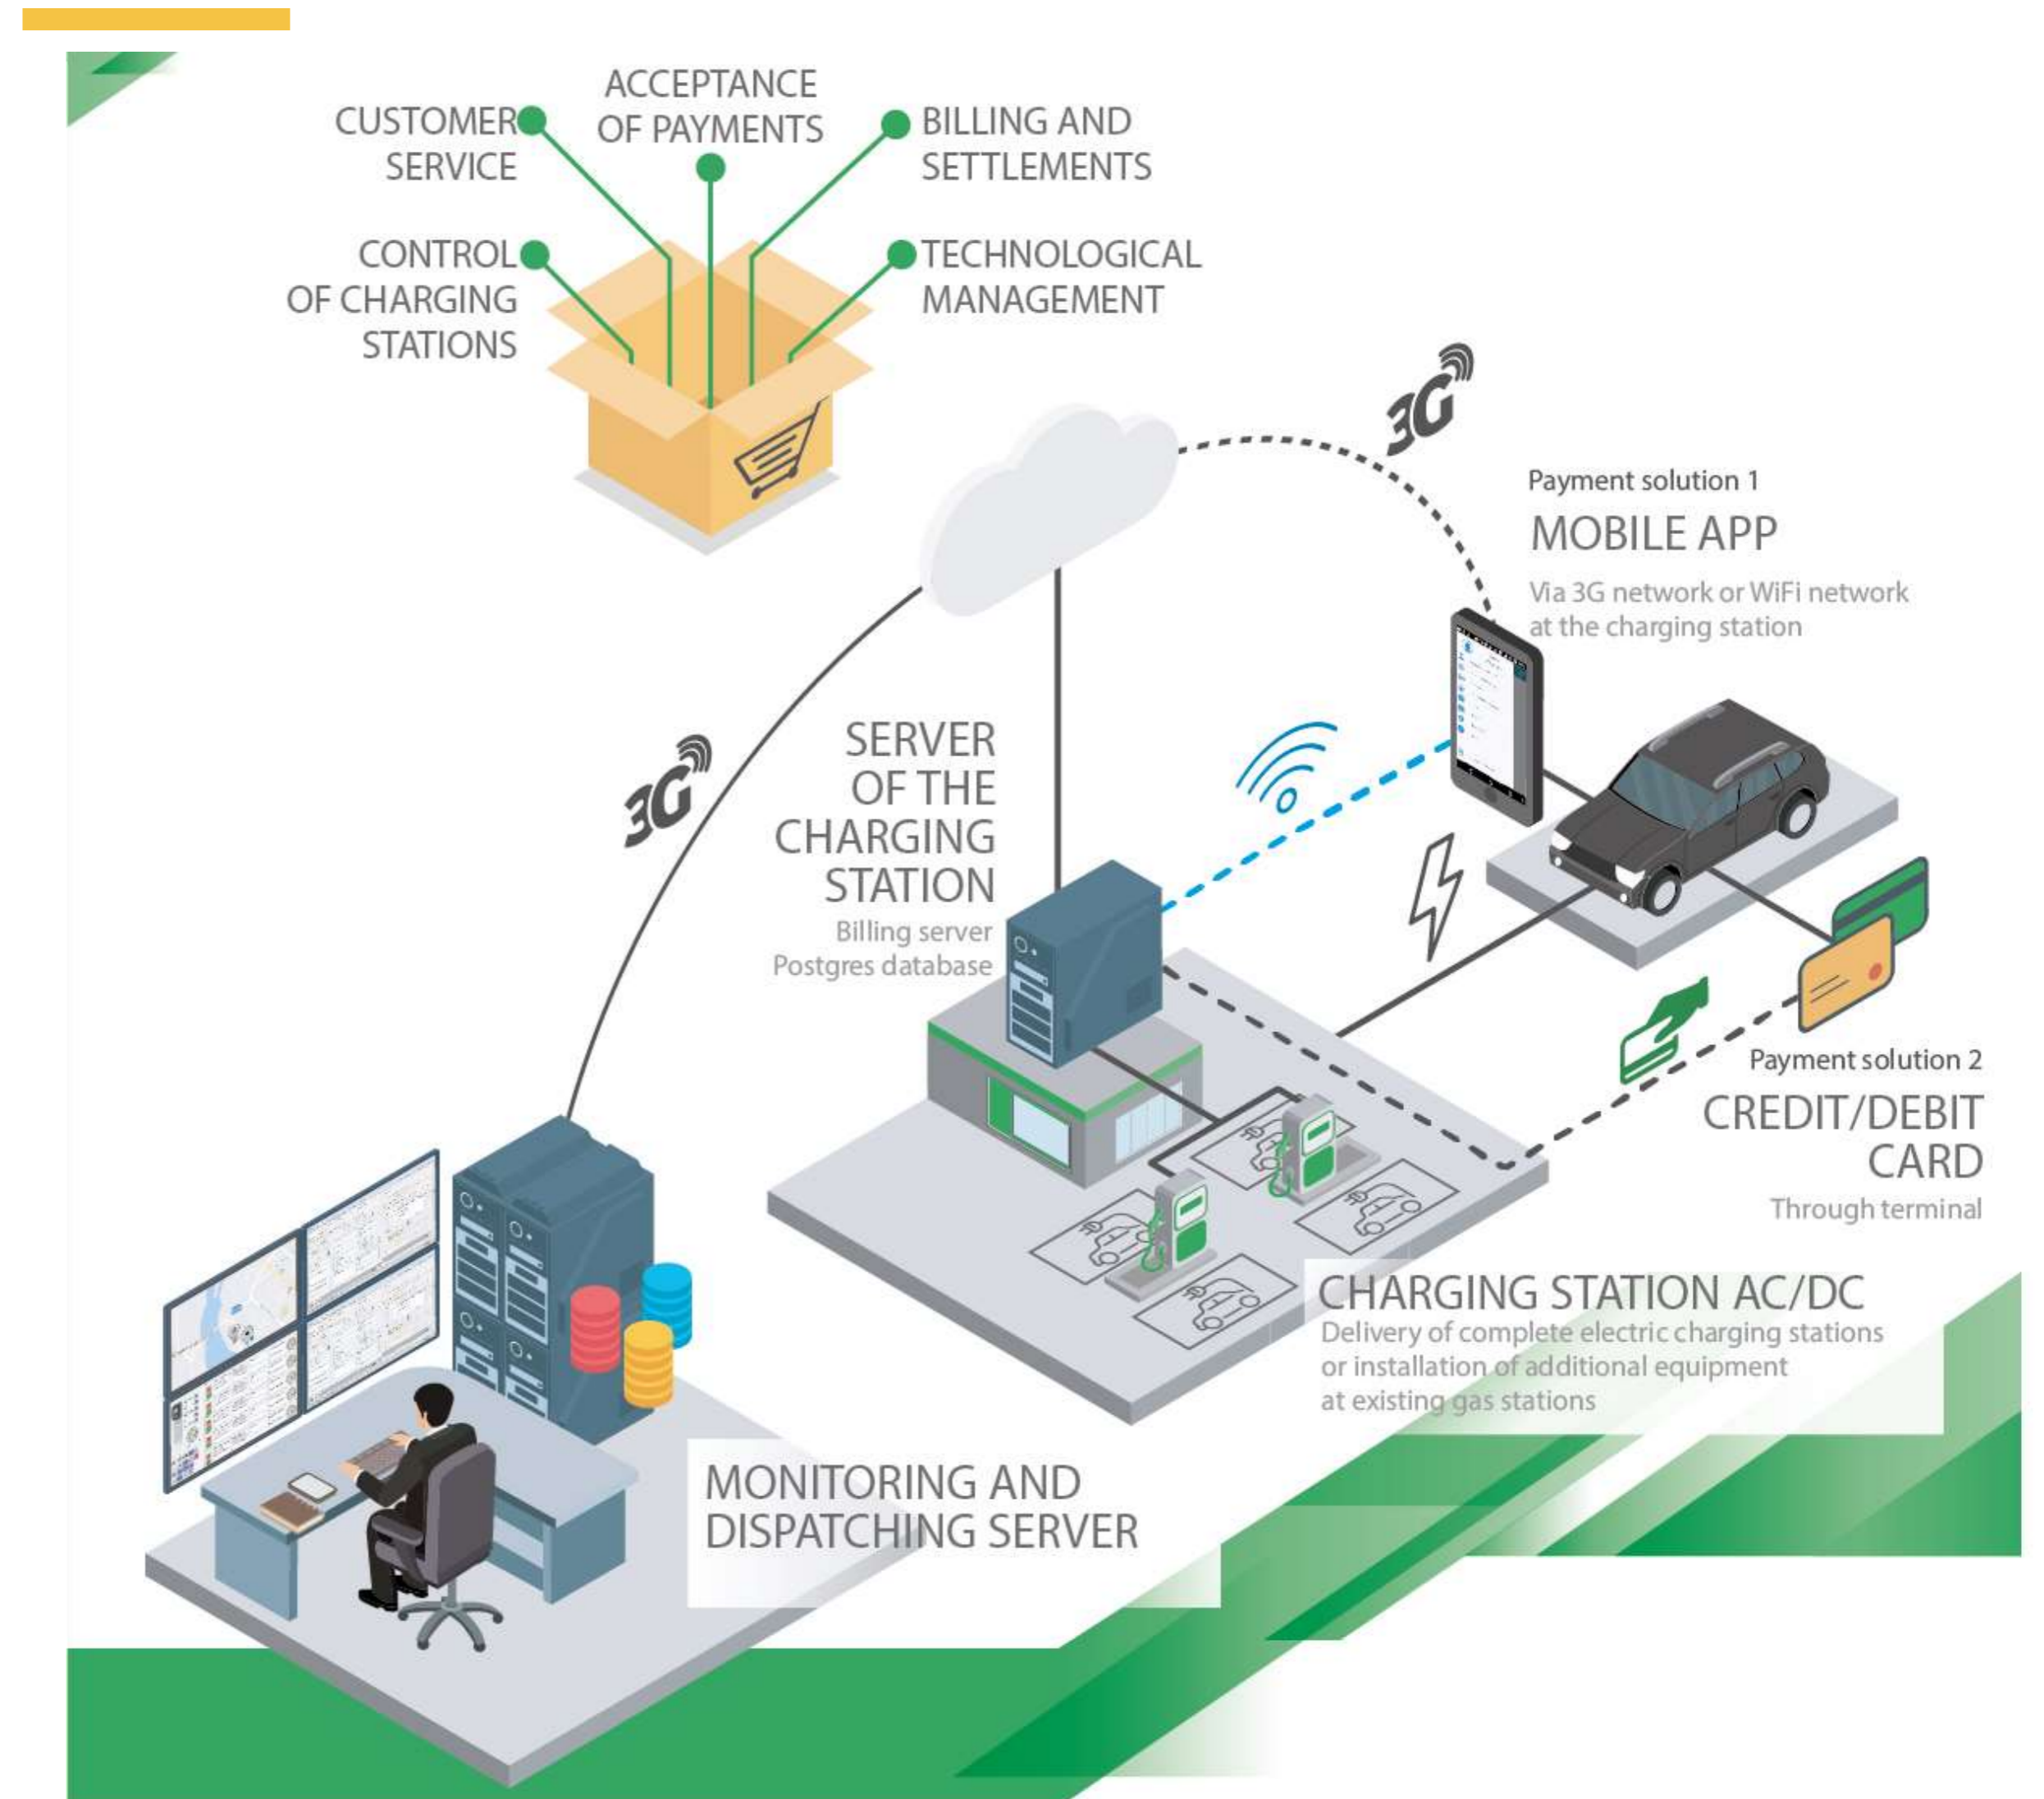 CUSTOMER
SERVICE
ACCEPTANCE
OF PAYMENTS
BILLING AND
SETTLEMENTS
CONTROL
OF CHARGING
STATIONS
TECHNOLOGICAL
MANAGEMENT
3G
Payment solution 1
MOBILE APP
Via 3G network or WiFi network
at the charging station
3G
SERVER
OF THE
CHARGING
STATION
Billing server
Postgres database
Payment solution 2
CREDIT/DEBIT
CARD
Through terminal
CHARGING STATION AC/DC
Delivery of complete electric charging stations
or installation of additional equipment
at existing gas stations
MONITORING AND
DISPATCHING SERVER